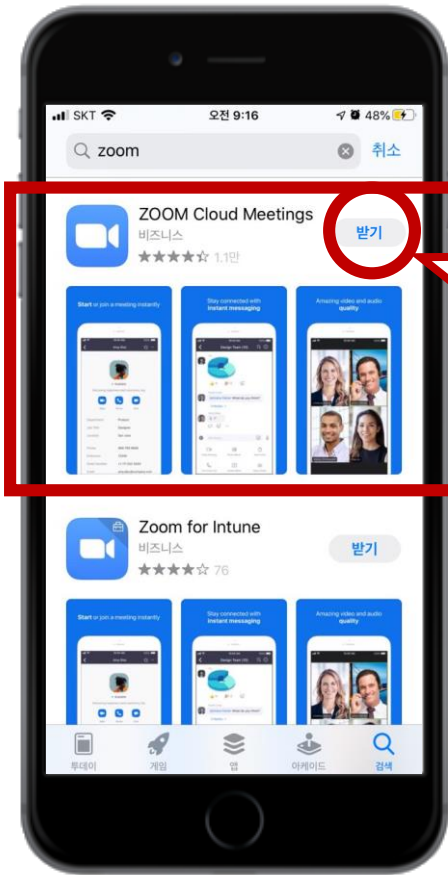 SKT 오전 9:16 48%
zoom 취소
ZOOM Cloud Meetings
비즈니스
받기
1.1만
Start or join a meeting instantly
Stay connected with
instant messaging
Amazing video and audio
quality
Zoom for Intune
비즈니스
받기
76
Start or join a meeting instantly
Stay connected with
instant messaging
Amazing video and audio
quality
투데이 게임 앱 아케이드 검색